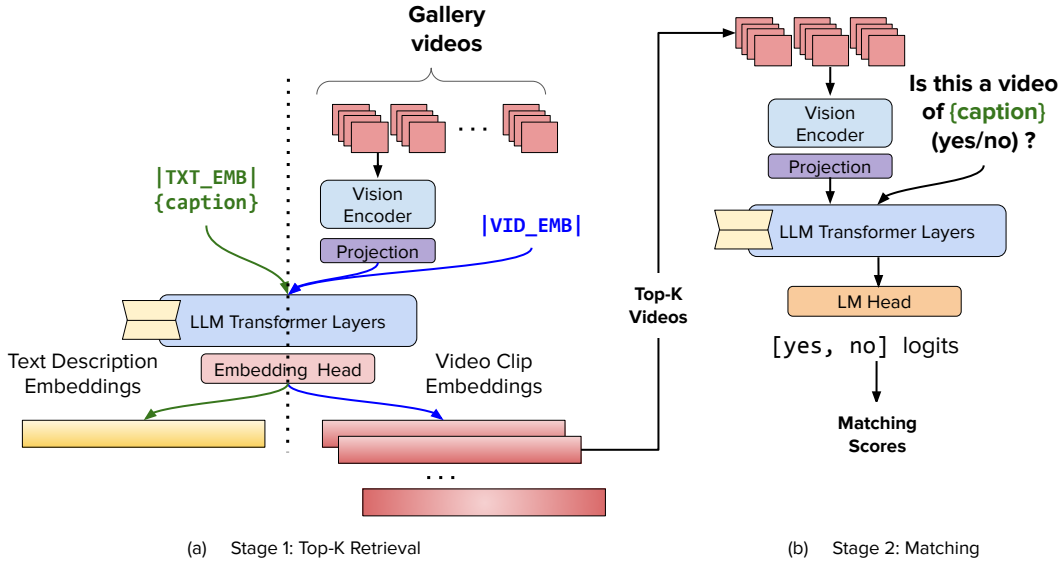 Gallery
videos
. . .
|TXT_EMB|
{caption}
Vision
Encoder
Projection
|VID_EMB|
LLM Transformer Layers
Embedding Head
Text Description
Embeddings
Video Clip
Embeddings
. . .
(a) Stage 1: Top-K Retrieval
Top-K
Videos
. . .
Vision
Encoder
Projection
Is this a video
of {caption}
(yes/no) ?
LLM Transformer Layers
LM Head
[yes, no] logits
Matching
Scores
(b) Stage 2: Matching